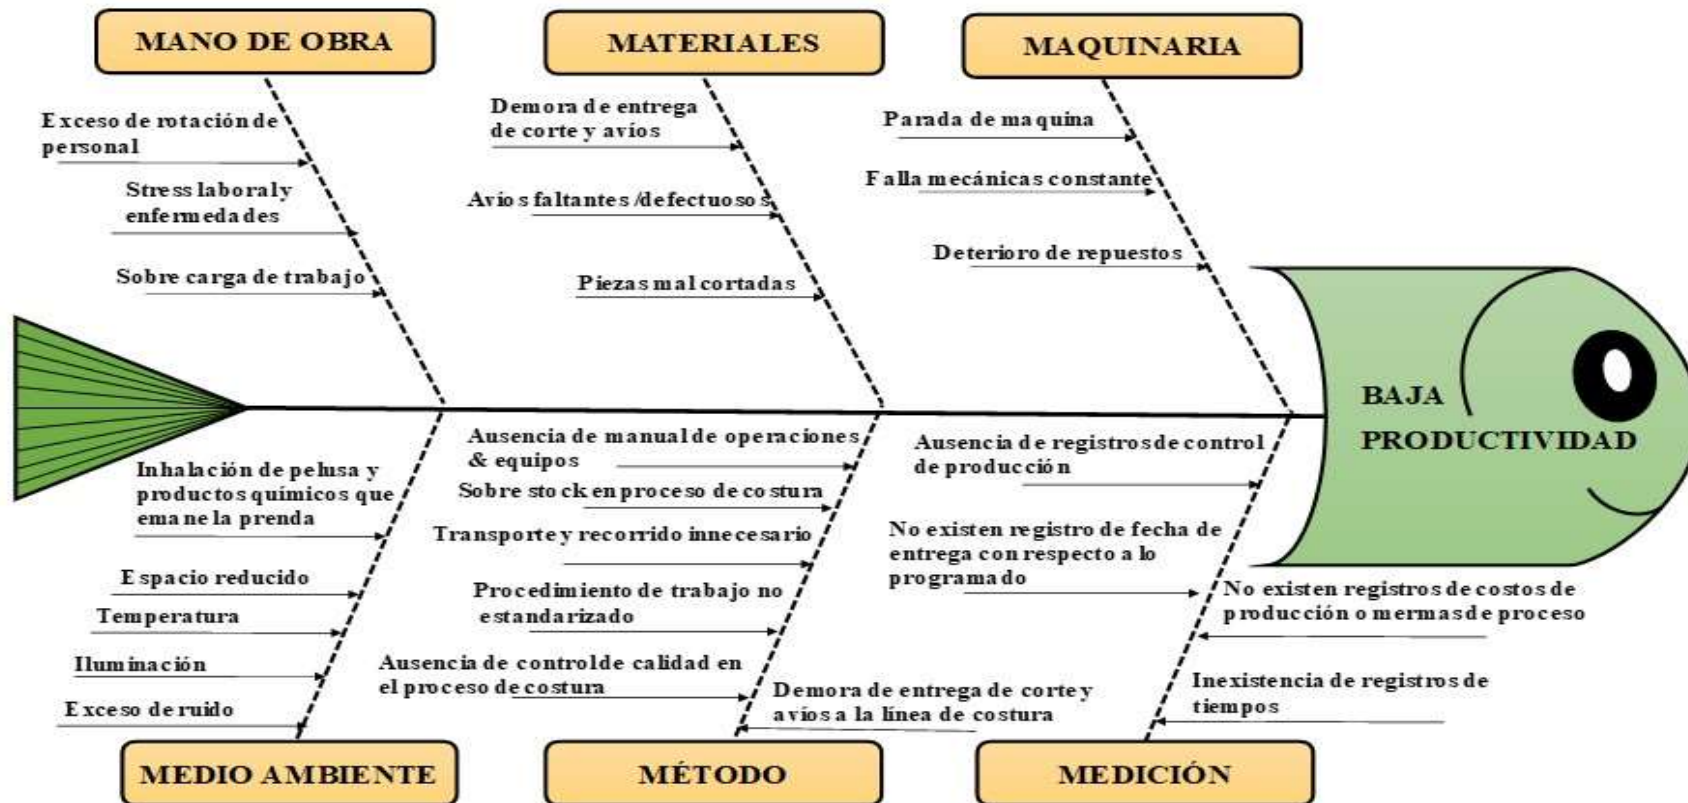 MANO DE OBRA
MATERIALES
MAQUINARIA
Exceso de rotación de
personal
Stress laboral y
enfermedades
Sobre carga de trabajo
Demora de entrega
de corte y avíos
Avíos faltantes /defectuosos
Piezas mal cortadas
Parada de maquina
Falla mecánicas constante
Deterioro de repuestos
BAJA
PRODUCTIVIDAD
Inhalación de pelusa y
productos químicos que
emane la prenda
Espacio reducido
Temperatura
Iluminación
Exceso de ruido
Ausencia de manual de operaciones
& equipos
Sobre stock en proceso de costura
Transporte y recorrido innecesario
Procedimiento de trabajo no
estandarizado
Ausencia de control de calidad en
el proceso de costura
Demora de entrega de corte y
avíos a la línea de costura
Ausencia de registros de control
de producción
No existen registro de fecha de
entrega con respecto a lo
programado
No existen registros de costos de
producción o mermas de proceso
Inexistencia de registros de
tiempos
MEDIO AMBIENTE
MÉTODO
MEDICIÓN